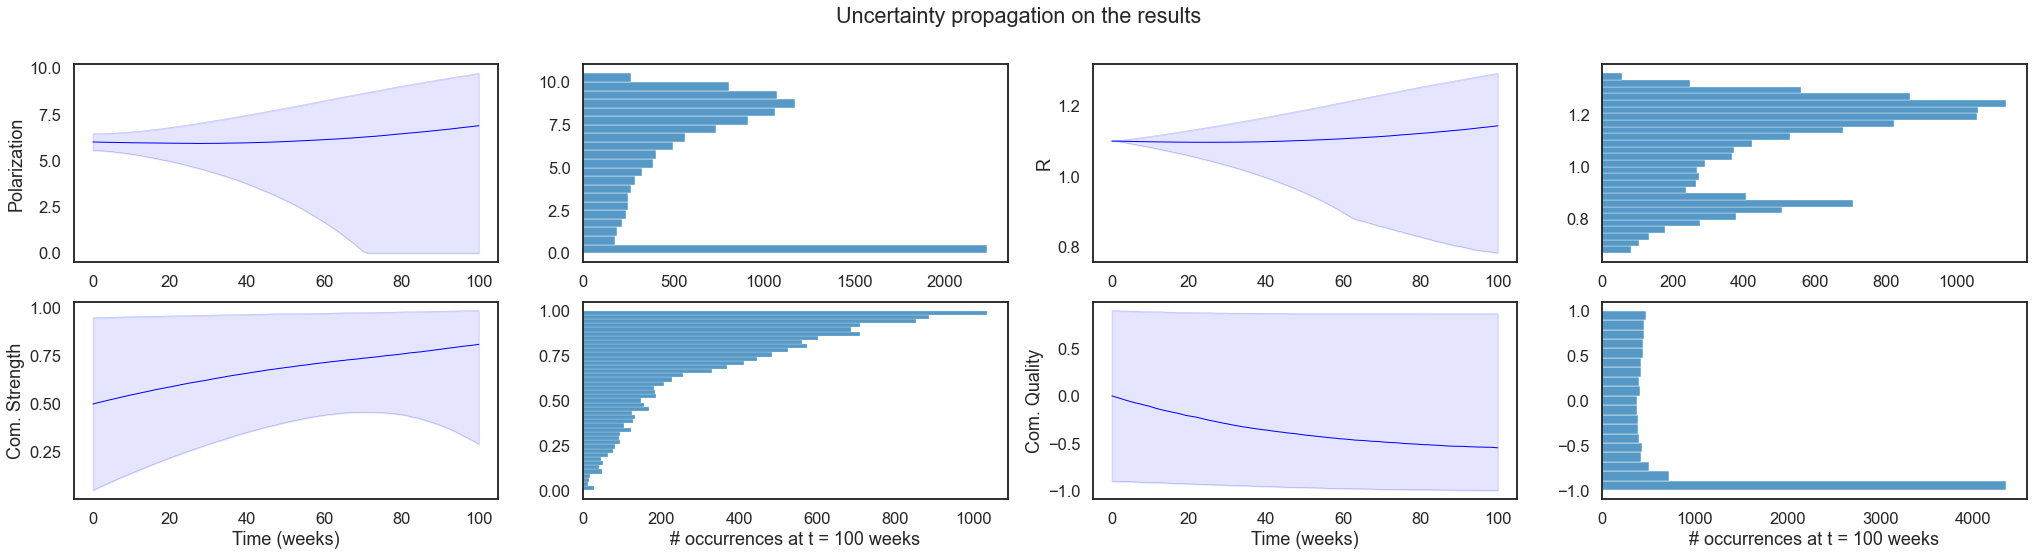 Uncertainty propagation on the results
Polarization
10.0
7.5
5.0
2.5
0.0
0 20 40 60 80 100
10.0
7.5
5.0
2.5
0.0
0 500 1000 1500 2000
R
1.2
1.0
0.8
0 20 40 60 80 100
1.2
1.0
0.8
0 200 400 600 800 1000
Com. Strength
1.00
0.75
0.50
0.25
0 20 40 60 80 100
Time (weeks)
1.00
0.75
0.50
0.25
0.00
0 200 400 600 800 1000
# occurrences at t = 100 weeks
Com. Quality
0.5
0.0
−0.5
−1.0
0 20 40 60 80 100
Time (weeks)
1.0
0.5
0.0
−0.5
−1.0
0 1000 2000 3000 4000
# occurrences at t = 100 weeks